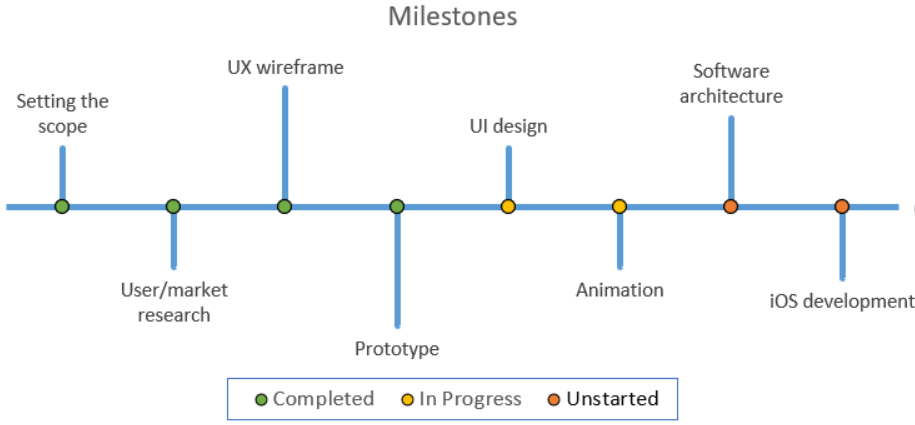 Milestones
Setting the
scope
UX wireframe
UI design
Software
architecture
User/market
research
Prototype
Animation
iOS development
Completed
In Progress
Unstarted